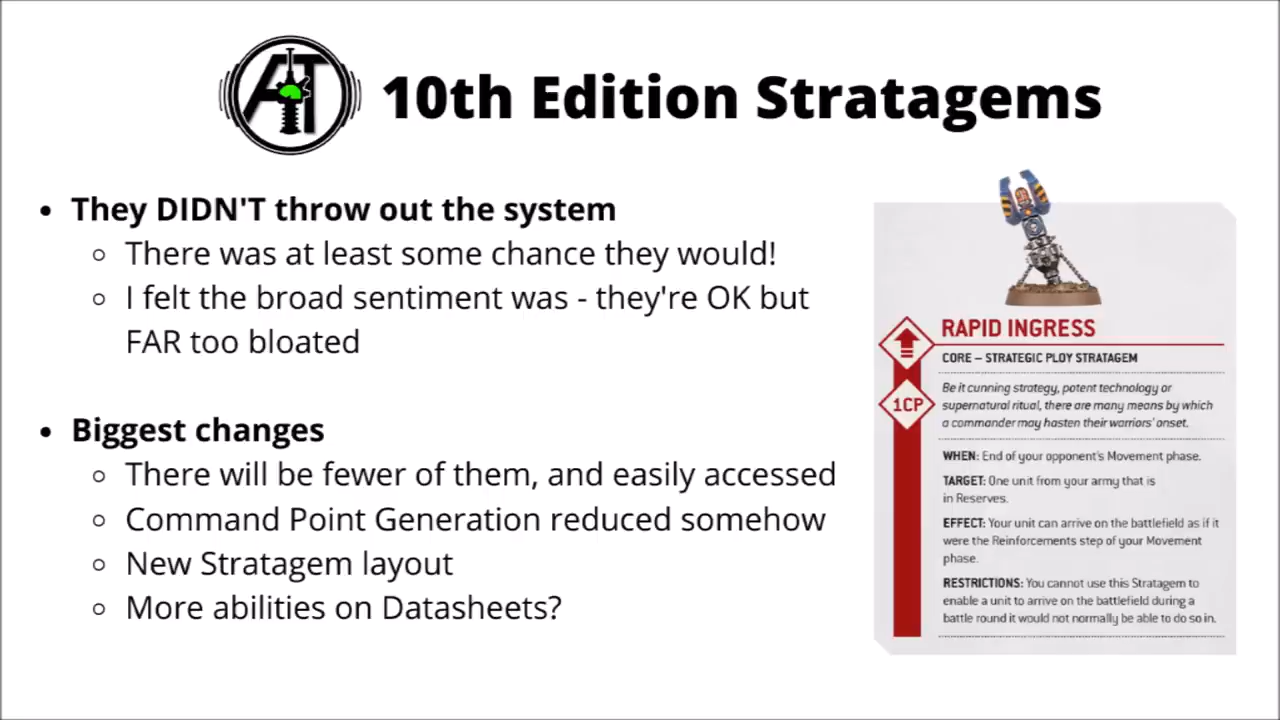 AT
10th Edition Stratagems
• They DIDN'T throw out the system
◦ There was at least some chance they would!
◦ I felt the broad sentiment was - they're OK but
FAR too bloated
• Biggest changes
◦ There will be fewer of them, and easily accessed
◦ Command Point Generation reduced somehow
◦ New Stratagem layout
◦ More abilities on Datasheets?
RAPID INGRESS
CORE – STRATEGIC PLOY STRATAGEM
1CP
Be it cunning strategy, potent technology or
supernatural ritual, there are many means by which
a commander may hasten their warriors' onset.
WHEN: End of your opponent's Movement phase.
TARGET: One unit from your army that is
in Reserves.
EFFECT: Your unit can arrive on the battlefield as if it
were the Reinforcements step of your Movement
phase.
RESTRICTIONS: You cannot use this Stratagem to
enable a unit to arrive on the battlefield during a
battle round it would not normally be able to do so in.